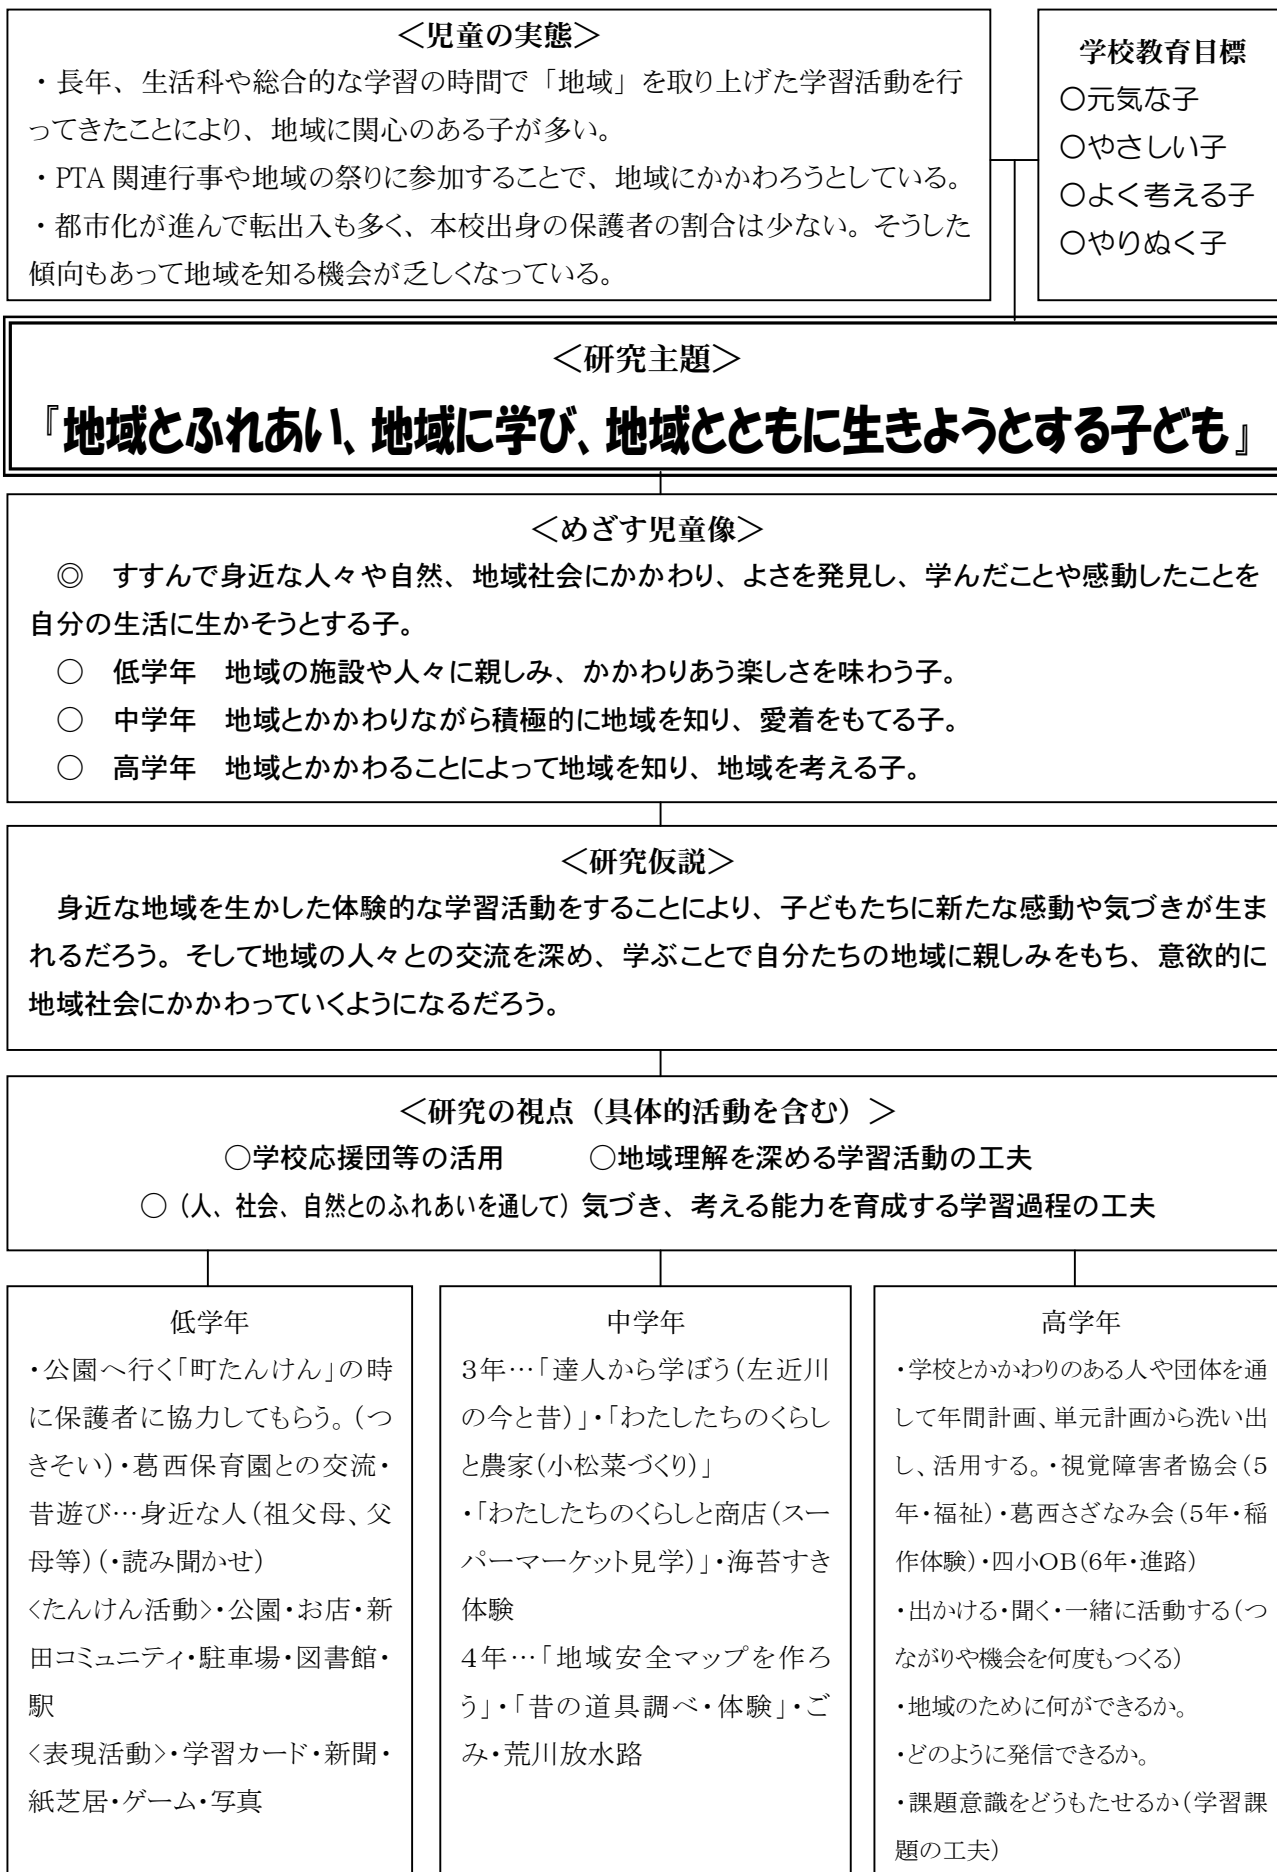 ＜児童の実態＞
・長年、生活科や総合的な学習の時間で「地域」を取り上げた学習活動を行
ってきたことにより、地域に関心のある子が多い。
・PTA 関連行事や地域の祭りに参加することで、地域にかかわろうとしている。
・都市化が進んで転出入も多く、本校出身の保護者の割合は少ない。そうした
傾向もあって地域を知る機会が乏しくなっている。
学校教育目標
○元気な子
○やさしい子
○よく考える子
○やりぬく子
＜研究主題＞
『地域とふれあい、地域に学び、地域とともに生きようとする子ども』
＜めざす児童像＞
◎　すすんで身近な人々や自然、地域社会にかかわり、よさを発見し、学んだことや感動したことを
自分の生活に生かそうとする子。
○　低学年　地域の施設や人々に親しみ、かかわりあう楽しさを味わう子。
○　中学年　地域とかかわりながら積極的に地域を知り、愛着をもてる子。
○　高学年　地域とかかわることによって地域を知り、地域を考える子。
＜研究仮説＞
身近な地域を生かした体験的な学習活動をすることにより、子どもたちに新たな感動や気づきが生ま
れるだろう。そして地域の人々との交流を深め、学ぶことで自分たちの地域に親しみをもち、意欲的に
地域社会にかかわっていくようになるだろう。
＜研究の視点（具体的活動を含む）＞
○学校応援団等の活用　　○地域理解を深める学習活動の工夫
○（人、社会、自然とのふれあいを通して）気づき、考える能力を育成する学習過程の工夫
低学年
・公園へ行く「町たんけん」の時
に保護者に協力してもらう。（つ
きそい）・葛西保育園との交流・
昔遊び…身近な人（祖父母、父
母等）（・読み聞かせ）
<たんけん活動>・公園・お店・新
田コミュニティ・駐車場・図書館・
駅
<表現活動>・学習カード・新聞・
紙芝居・ゲーム・写真
中学年
３年…「達人から学ぼう（左近川
の今と昔）」・「わたしたちのくらし
と農家（小松菜づくり）」
・「わたしたちのくらしと商店（スー
パーマーケット見学）」・海苔すき
体験
４年…「地域安全マップを作ろ
う」・「昔の道具調べ・体験」・ご
み・荒川放水路
高学年
・学校とかかわりのある人や団体を通
して年間計画、単元計画から洗い出
し、活用する。・視覚障害者協会（５
年・福祉）・葛西さざなみ会（５年・稲
作体験）・四小ＯＢ（６年・進路）
・出かける・聞く・一緒に活動する（つ
ながりや機会を何度もつくる）
・地域のために何ができるか。
・どのように発信できるか。
・課題意識をどうもたせるか（学習課
題の工夫）